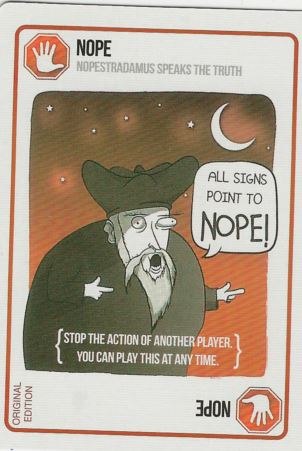 NOPE
NOPESTRADAMUS SPEAKS THE TRUTH
ALL SIGNS
POINT TO
NOPE!
STOP THE ACTION OF ANOTHER PLAYER.
YOU CAN PLAY THIS AT ANY TIME.
ORIGINAL
EDITION
NOPE